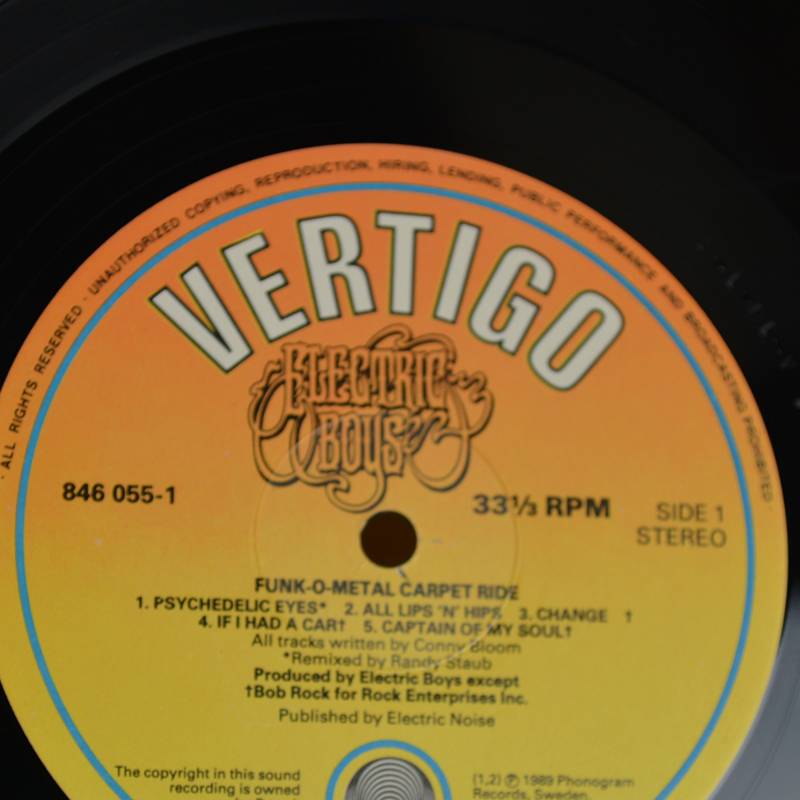 · ALL RIGHTS RESERVED · UNAUTHORIZED COPYING, REPRODUCTION, HIRING, LENDING, PUBLIC PERFORMANCE AND BROADCASTING PROHIBITED ·
VERTIGO
ELECTRIC
BOYS
846 055-1
33⅓ RPM
SIDE 1
STEREO
FUNK-O-METAL CARPET RIDE
1. PSYCHEDELIC EYES* 2. ALL LIPS 'N' HIPS 3. CHANGE †
4. IF I HAD A CAR† 5. CAPTAIN OF MY SOUL†
All tracks written by Conny Bloom
*Remixed by Randy Staub
Produced by Electric Boys except
†Bob Rock for Rock Enterprises Inc.
Published by Electric Noise
The copyright in this sound
recording is owned
(1,2) Ⓟ 1989 Phonogram
Records, Sweden